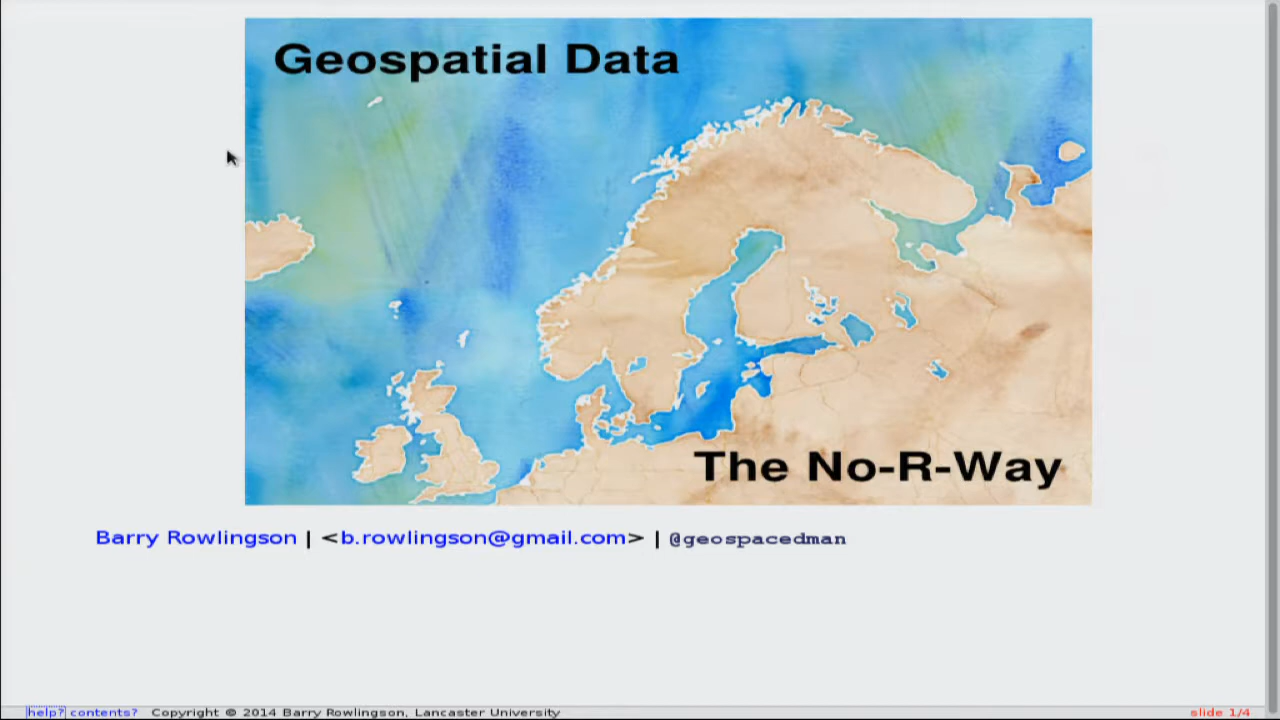 Geospatial Data
The No-R-Way
Barry Rowlingson | <b.rowlingson@gmail.com> | @geospacedman
help? contents? Copyright © 2014 Barry Rowlingson, Lancaster University slide 1/4